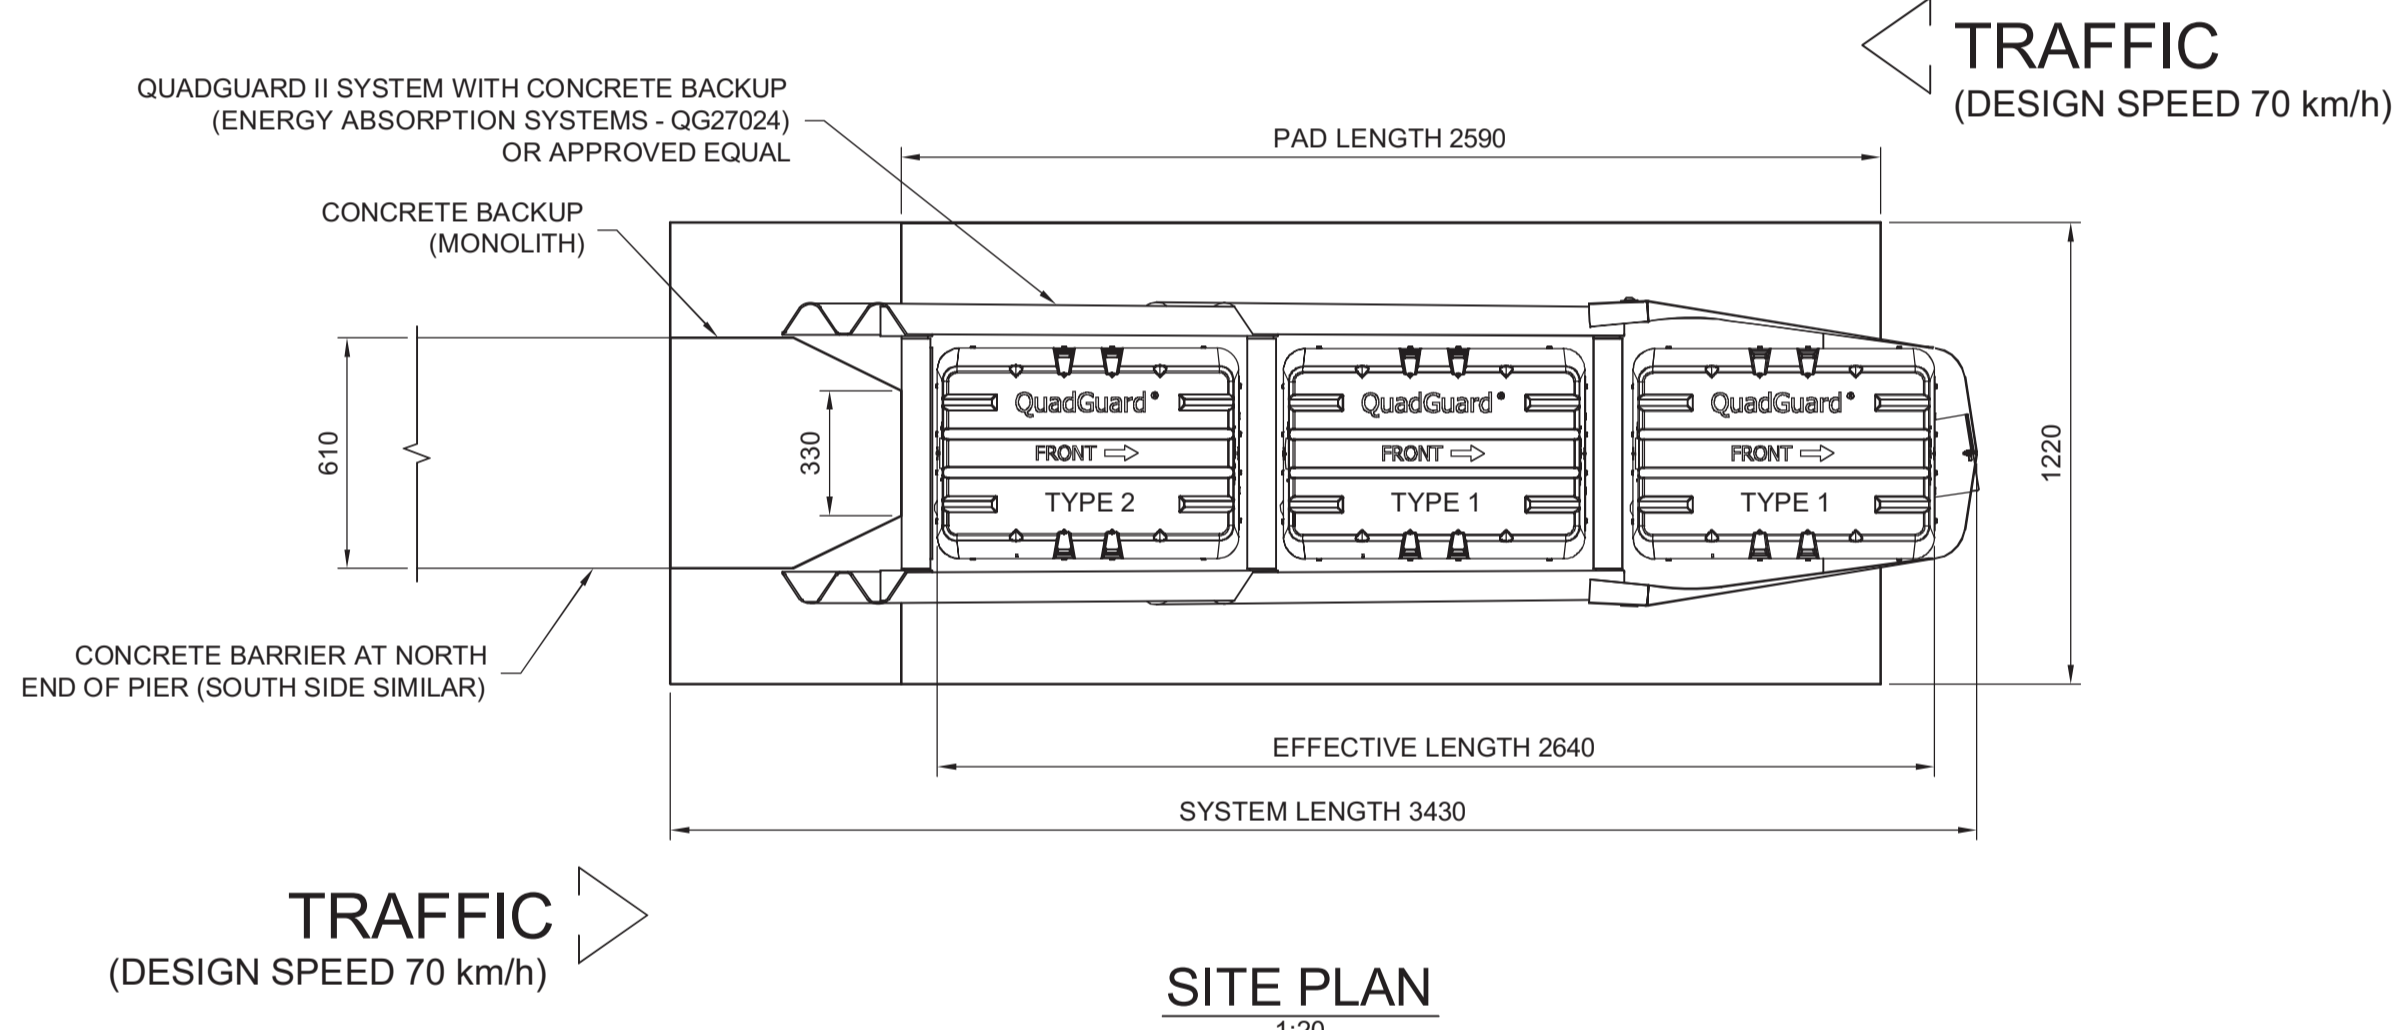 TRAFFIC
(DESIGN SPEED 70 km/h)
QUADGUARD II SYSTEM WITH CONCRETE BACKUP
(ENERGY ABSORPTION SYSTEMS - QG27024)
OR APPROVED EQUAL
PAD LENGTH 2590
CONCRETE BACKUP
(MONOLITH)
610
330
QuadGuard®
FRONT
TYPE 2
QuadGuard®
FRONT
TYPE 1
QuadGuard®
FRONT
TYPE 1
1220
CONCRETE BARRIER AT NORTH
END OF PIER (SOUTH SIDE SIMILAR)
EFFECTIVE LENGTH 2640
SYSTEM LENGTH 3430
TRAFFIC
(DESIGN SPEED 70 km/h)
SITE PLAN
1:20